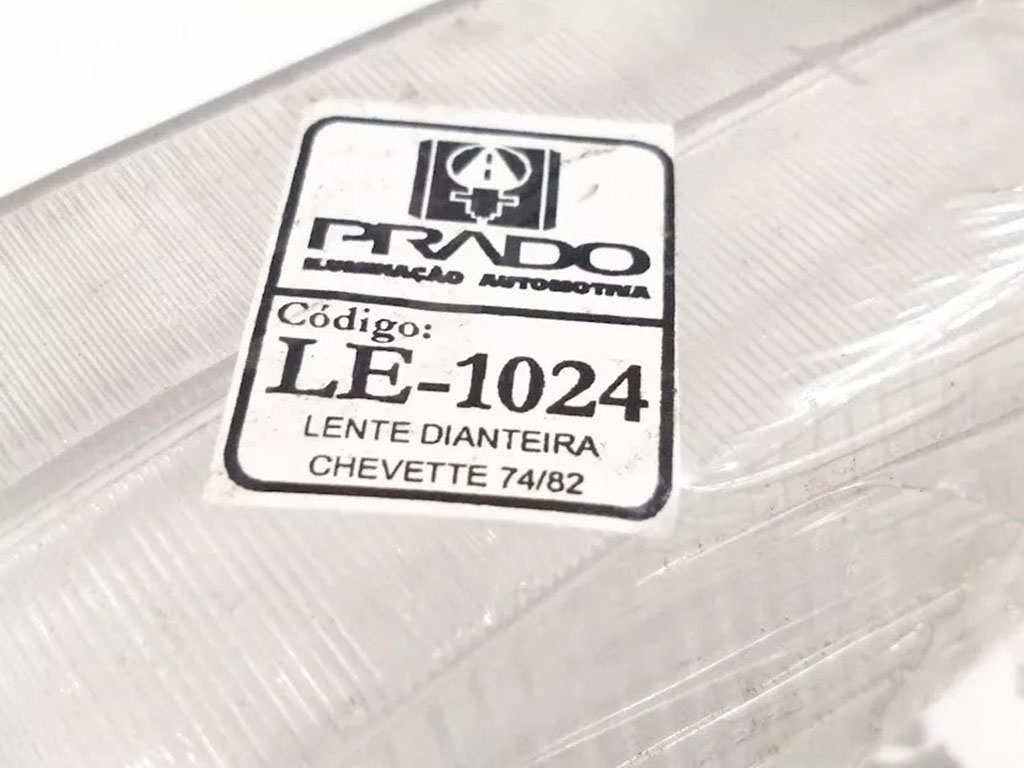 PRADO
ILUMINAÇÃO AUTOMOTIVA
Código:
LE-1024
LENTE DIANTEIRA
CHEVETTE 74/82